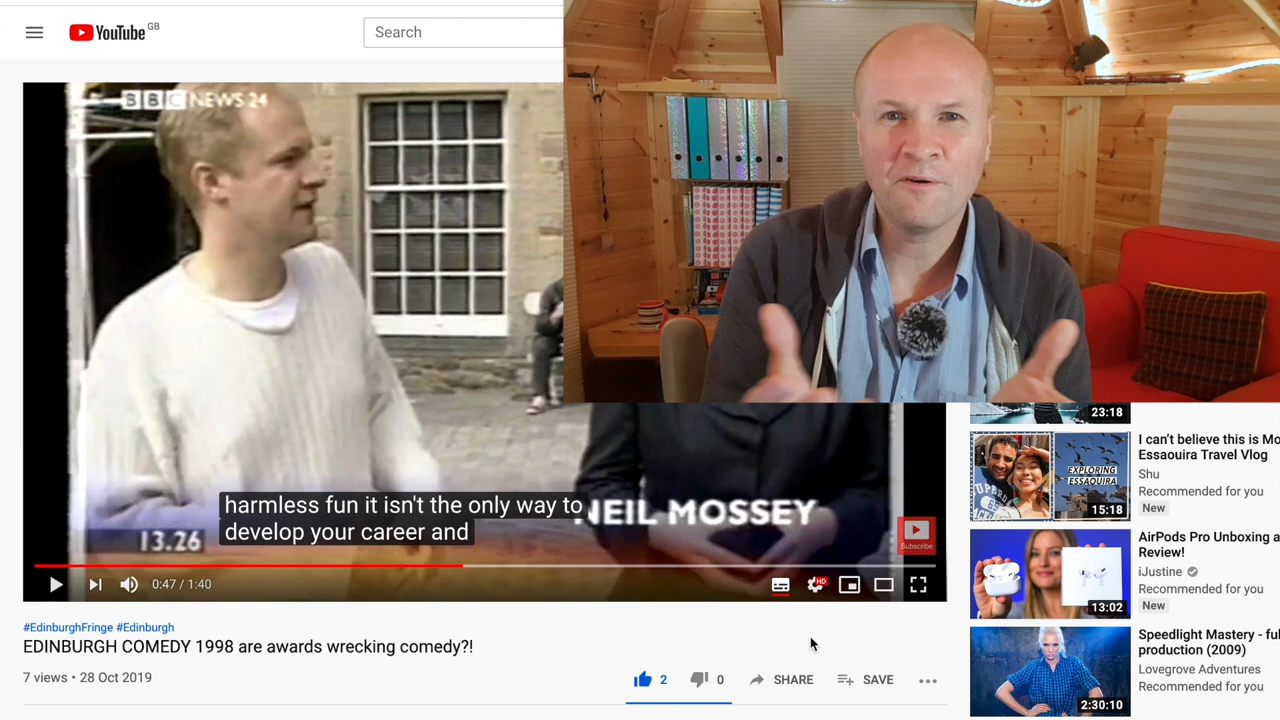 YouTube GB
Search
BBC NEWS 24
harmless fun it isn't the only way to
develop your career and
NEIL MOSSEY
13.26
Subscribe
0:47 / 1:40
HD
#EdinburghFringe #Edinburgh
EDINBURGH COMEDY 1998 are awards wrecking comedy?!
7 views • 28 Oct 2019
2
0
SHARE
SAVE
23:18
EXPLORING
ESSAOUIRA
15:18
I can't believe this is Mo
Essaouira Travel Vlog
Shu
Recommended for you
New
13:02
AirPods Pro Unboxing a
Review!
iJustine
Recommended for you
New
2:30:10
Speedlight Mastery - ful
production (2009)
Lovegrove Adventures
Recommended for you